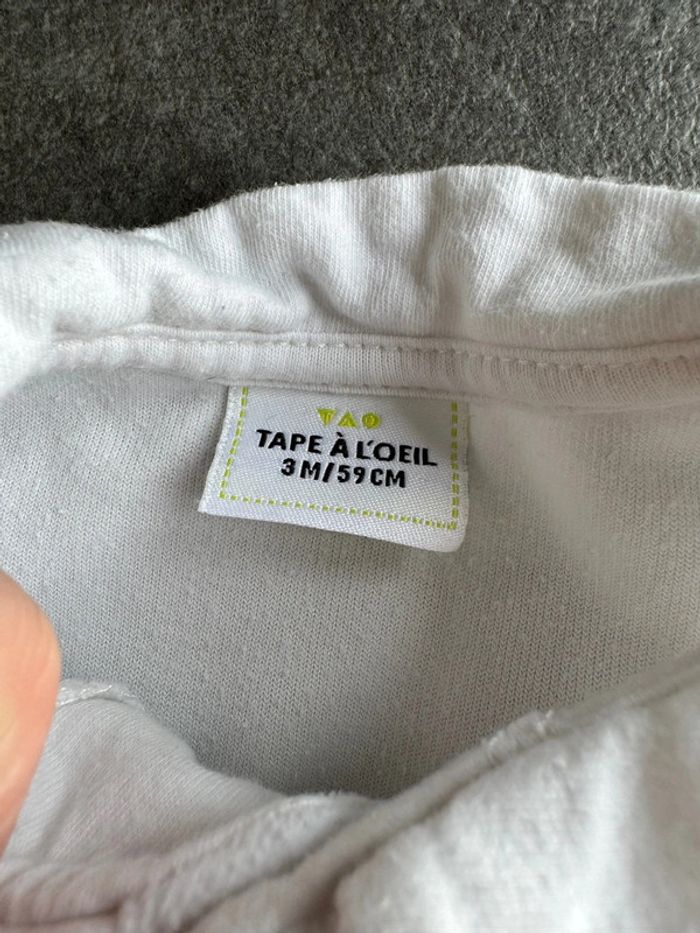 TAO
TAPE À L'OEIL
3M/59CM